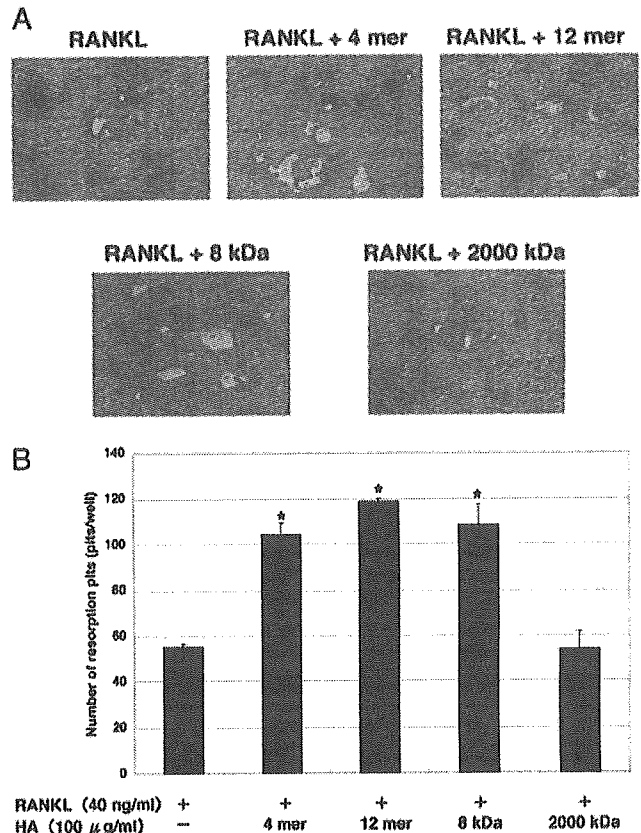 A
RANKL
RANKL + 4 mer
RANKL + 12 mer
RANKL + 8 kDa
RANKL + 2000 kDa
B
Number of resorption pits (pits/well)
140
120
100
80
60
40
20
0
*
*
*
RANKL (40 ng/ml) + + + + +
HA (100 μg/ml) − 4 mer 12 mer 8 kDa 2000 kDa